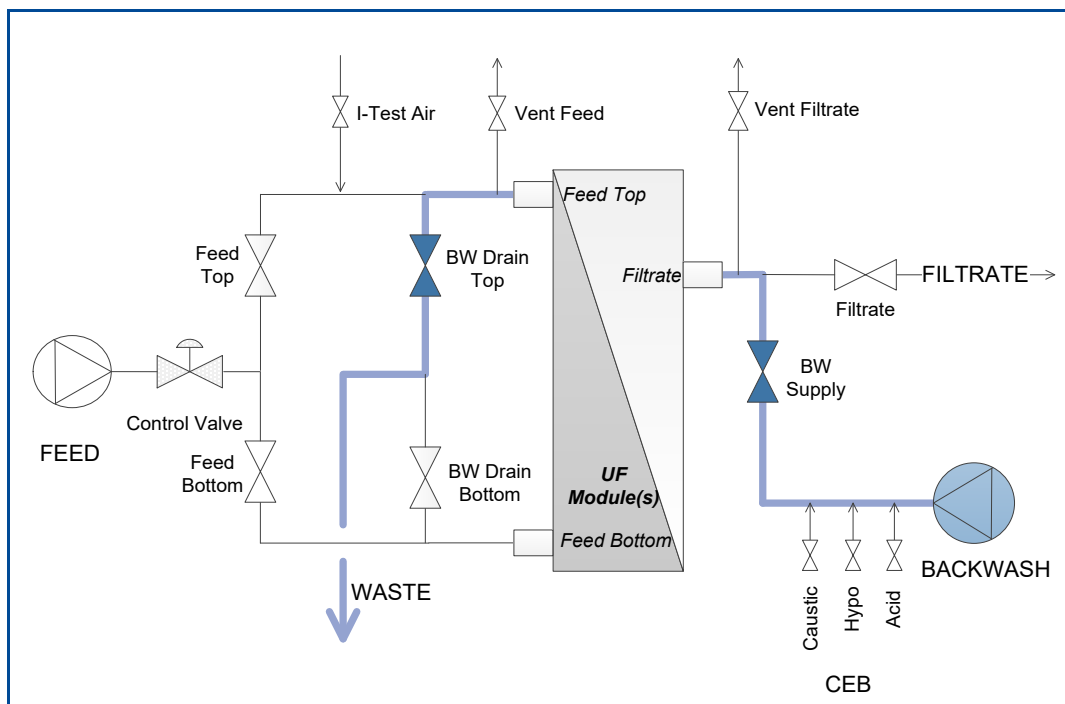 I-Test Air
Vent Feed
Vent Filtrate
Feed Top
Feed
Top
BW Drain
Top
Filtrate
FILTRATE
Filtrate
BW
Supply
Control Valve
FEED
Feed
Bottom
BW Drain
Bottom
UF
Module(s)
Feed Bottom
BACKWASH
WASTE
Caustic
Hypo
Acid
CEB